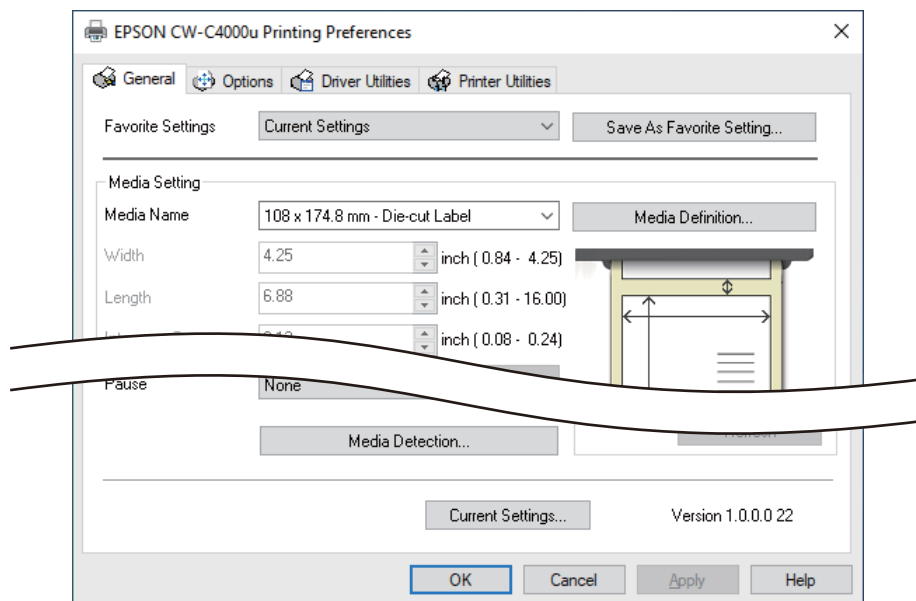 EPSON CW-C4000u Printing Preferences
General Options Driver Utilities Printer Utilities
Favorite Settings Current Settings Save As Favorite Setting...
Media Setting
Media Name 108 x 174.8 mm - Die-cut Label Media Definition...
Width 4.25 inch ( 0.84 - 4.25)
Length 6.88 inch ( 0.31 - 16.00)
inch ( 0.08 - 0.24)
Pause None
Media Detection...
Current Settings... Version 1.0.0.0 22
OK Cancel Apply Help